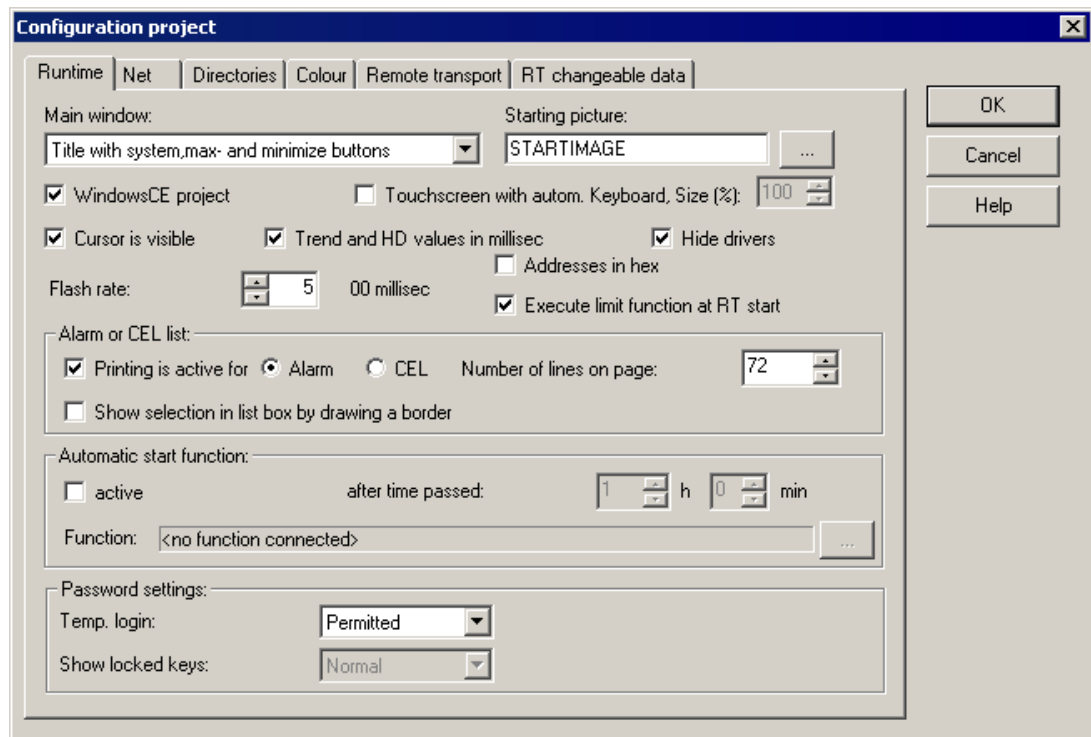 Configuration project
Runtime Net Directories Colour Remote transport RT changeable data
OK
Cancel
Help
Main window: Starting picture:
Title with system,max- and minimize buttons STARTIMAGE ...
WindowsCE project Touchscreen with autom. Keyboard, Size (%): 100
Cursor is visible Trend and HD values in millisec Hide drivers
Addresses in hex
Flash rate: 5 00 millisec
Execute limit function at RT start
Alarm or CEL list:
Printing is active for Alarm CEL Number of lines on page: 72
Show selection in list box by drawing a border
Automatic start function:
active after time passed: 1 h 0 min
Function: <no function connected> ...
Password settings:
Temp. login: Permitted
Show locked keys: Normal